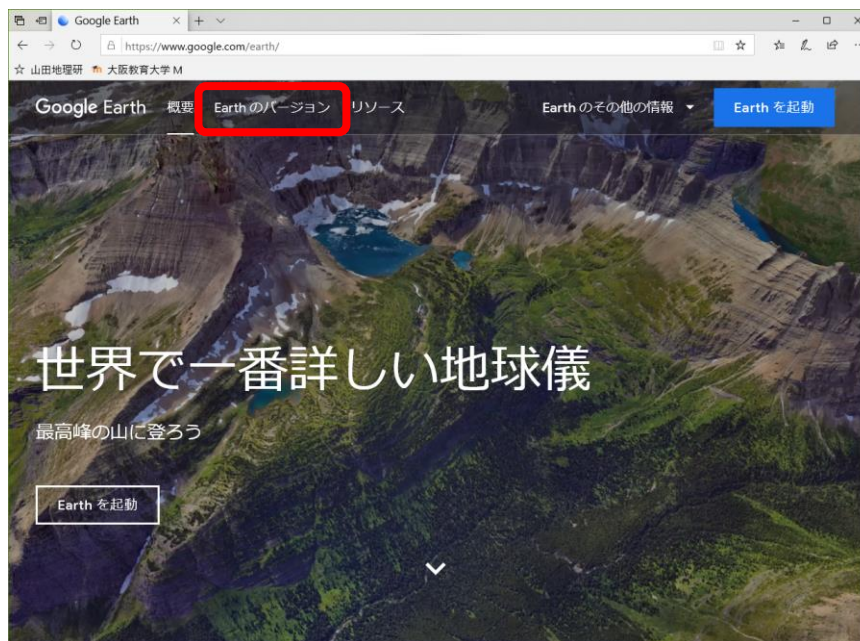 Google Earth
https://www.google.com/earth/
山田地理研 大阪教育大学 M
Google Earth 概要 Earth のバージョン リソース Earth のその他の情報 Earth を起動
世界で一番詳しい地球儀
最高峰の山に登ろう
Earth を起動